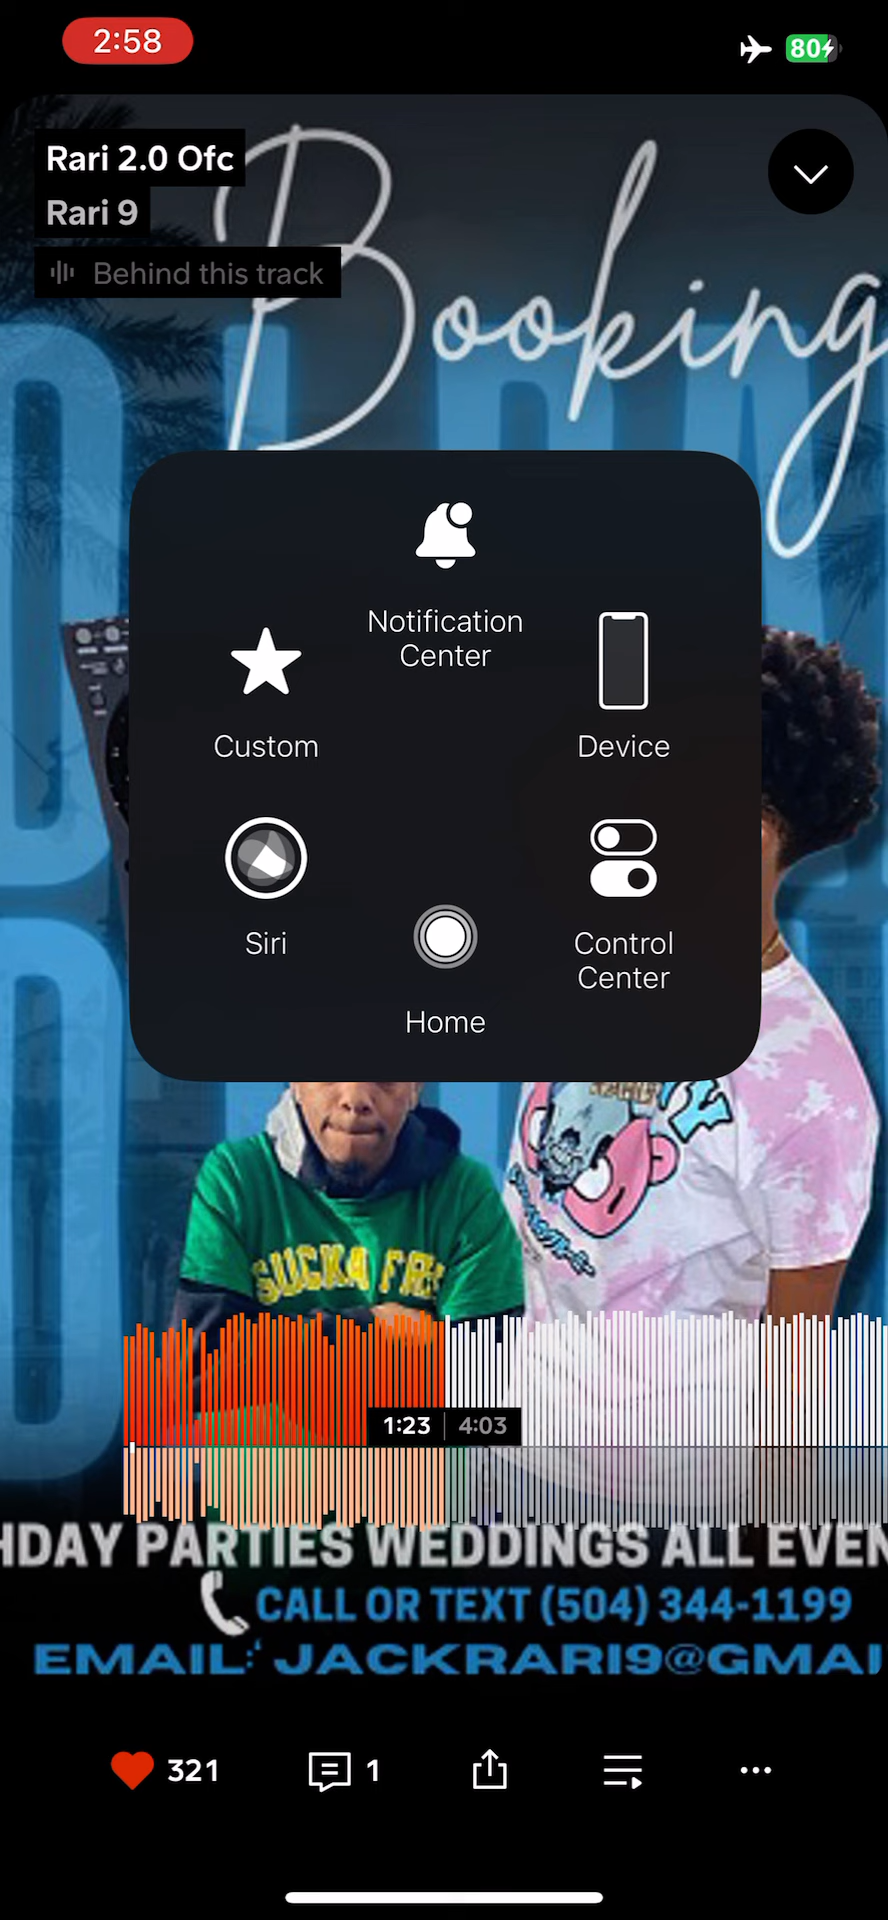 2:58
80
Rari 2.0 Ofc
Rari 9
Behind this track
Booking
Notification
Center
Custom
Device
Siri
Control
Center
Home
SUCKA FREE
1:23 4:03
HDAY PARTIES WEDDINGS ALL EVEN
CALL OR TEXT (504) 344-1199
EMAIL: JACKRARI9@GMAI
321
1